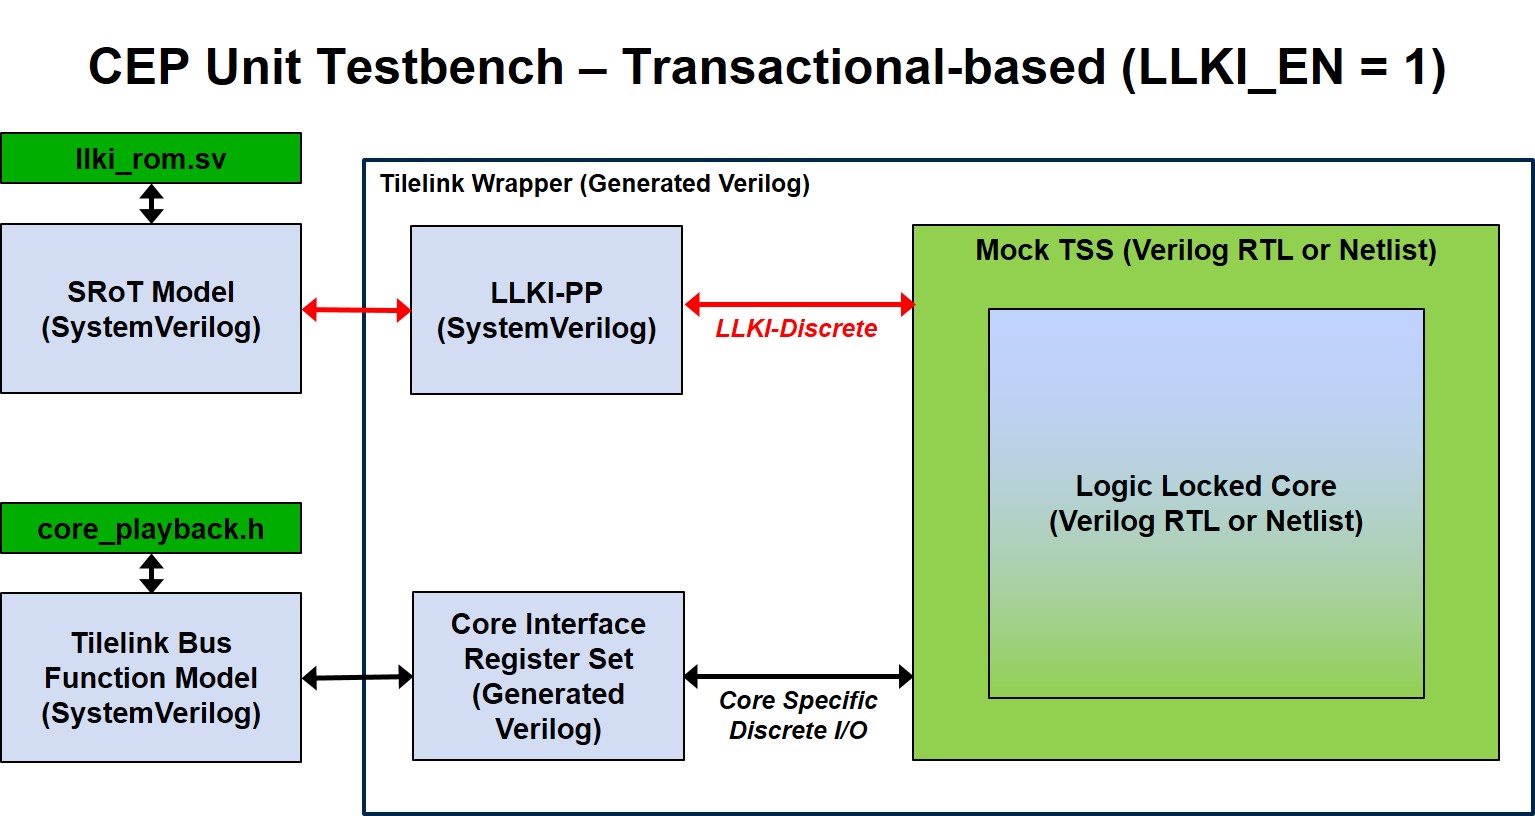 CEP Unit Testbench – Transactional-based (LLKI_EN = 1)
llki_rom.sv
Tilelink Wrapper (Generated Verilog)
SRoT Model
(SystemVerilog)
LLKI-PP
(SystemVerilog)
LLKI-Discrete
Mock TSS (Verilog RTL or Netlist)
Logic Locked Core
(Verilog RTL or Netlist)
core_playback.h
Tilelink Bus
Function Model
(SystemVerilog)
Core Interface
Register Set
(Generated
Verilog)
Core Specific
Discrete I/O